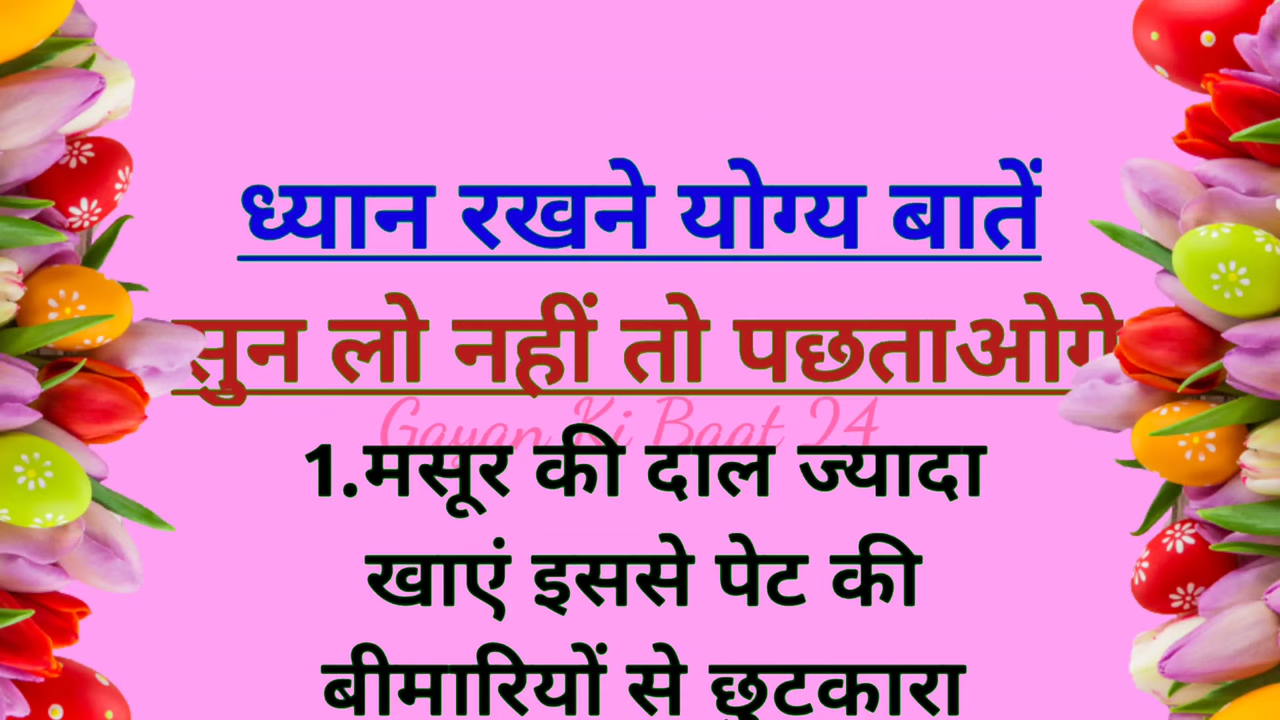 ध्यान रखने योग्य बातें
सुन लो नहीं तो पछताओगे
Gayan Ki Baat 24
1.मसूर की दाल ज्यादा
खाएं इससे पेट की
बीमारियों से छुटकारा